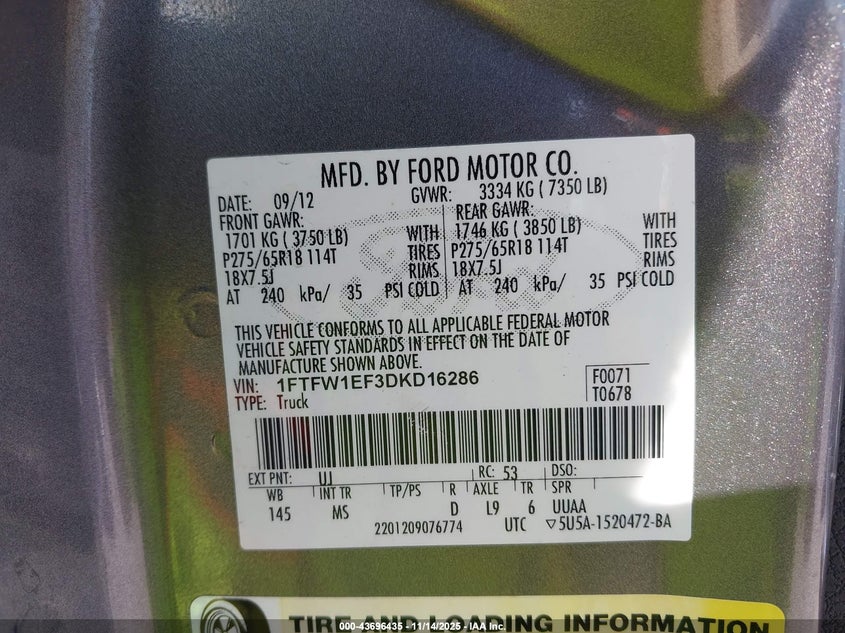 MFD. BY FORD MOTOR CO.
DATE: 09/12 GVWR: 3334 KG ( 7350 LB)
FRONT GAWR: REAR GAWR:
1701 KG ( 3750 LB) WITH 1746 KG ( 3850 LB) WITH
P275/65R18 114T TIRES P275/65R18 114T TIRES
18X7.5J RIMS 18X7.5J RIMS
AT 240 kPa/ 35 PSI COLD AT 240 kPa/ 35 PSI COLD
THIS VEHICLE CONFORMS TO ALL APPLICABLE FEDERAL MOTOR
VEHICLE SAFETY STANDARDS IN EFFECT ON THE DATE OF
MANUFACTURE SHOWN ABOVE.
VIN: 1FTFW1EF3DKD16286 F0071
TYPE: Truck T0678
EXT PNT: UJ RC: 53 DSO:
WB INT TR TP/PS R AXLE TR SPR
145 MS D L9 6 UUAA
2201209076774 UTC ▽5U5A-1520472-BA
TIRE AND LOADING INFORMATION
000-43696435 - 11/14/2025 - IAA Inc.